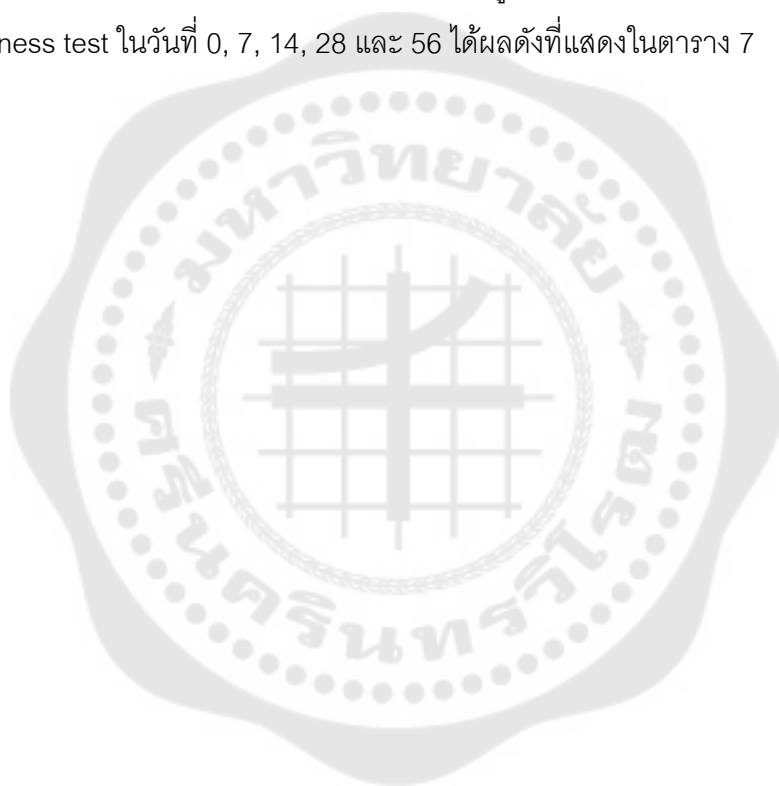 ness test ในวันที่ 0, 7, 14, 28 และ 56 ได้ผลดังที่แสดงในตาราง 7
มหาวิทยาลัย
ศรีนครินทรวิโรฒ